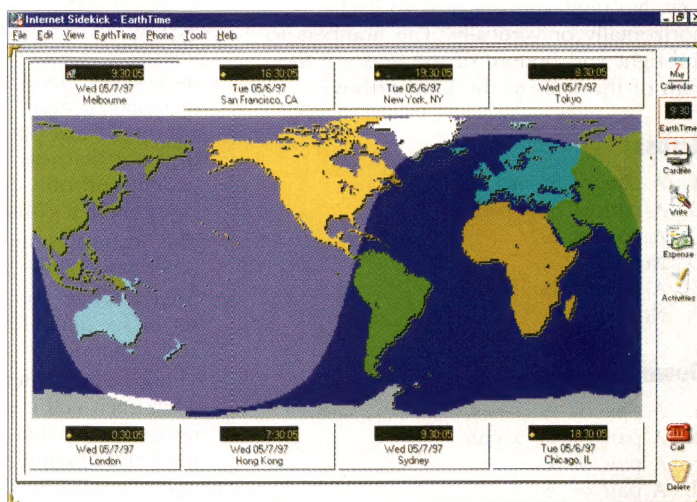 Internet Sidekick - EarthTime
File Edit View EarthTime Phone Tools Help
9:30:05
Wed 05/7/97
Melbourne
16:30:05
Tue 05/6/97
San Francisco, CA
19:30:05
Tue 05/6/97
New York, NY
8:30:05
Wed 05/7/97
Tokyo
7
May
Calendar
9:30
EarthTime
Cardfile
Write
Expense
Activities
0:30:05
Wed 05/7/97
London
7:30:05
Wed 05/7/97
Hong Kong
9:30:05
Wed 05/7/97
Sydney
18:30:05
Tue 05/6/97
Chicago, IL
Call
Delete